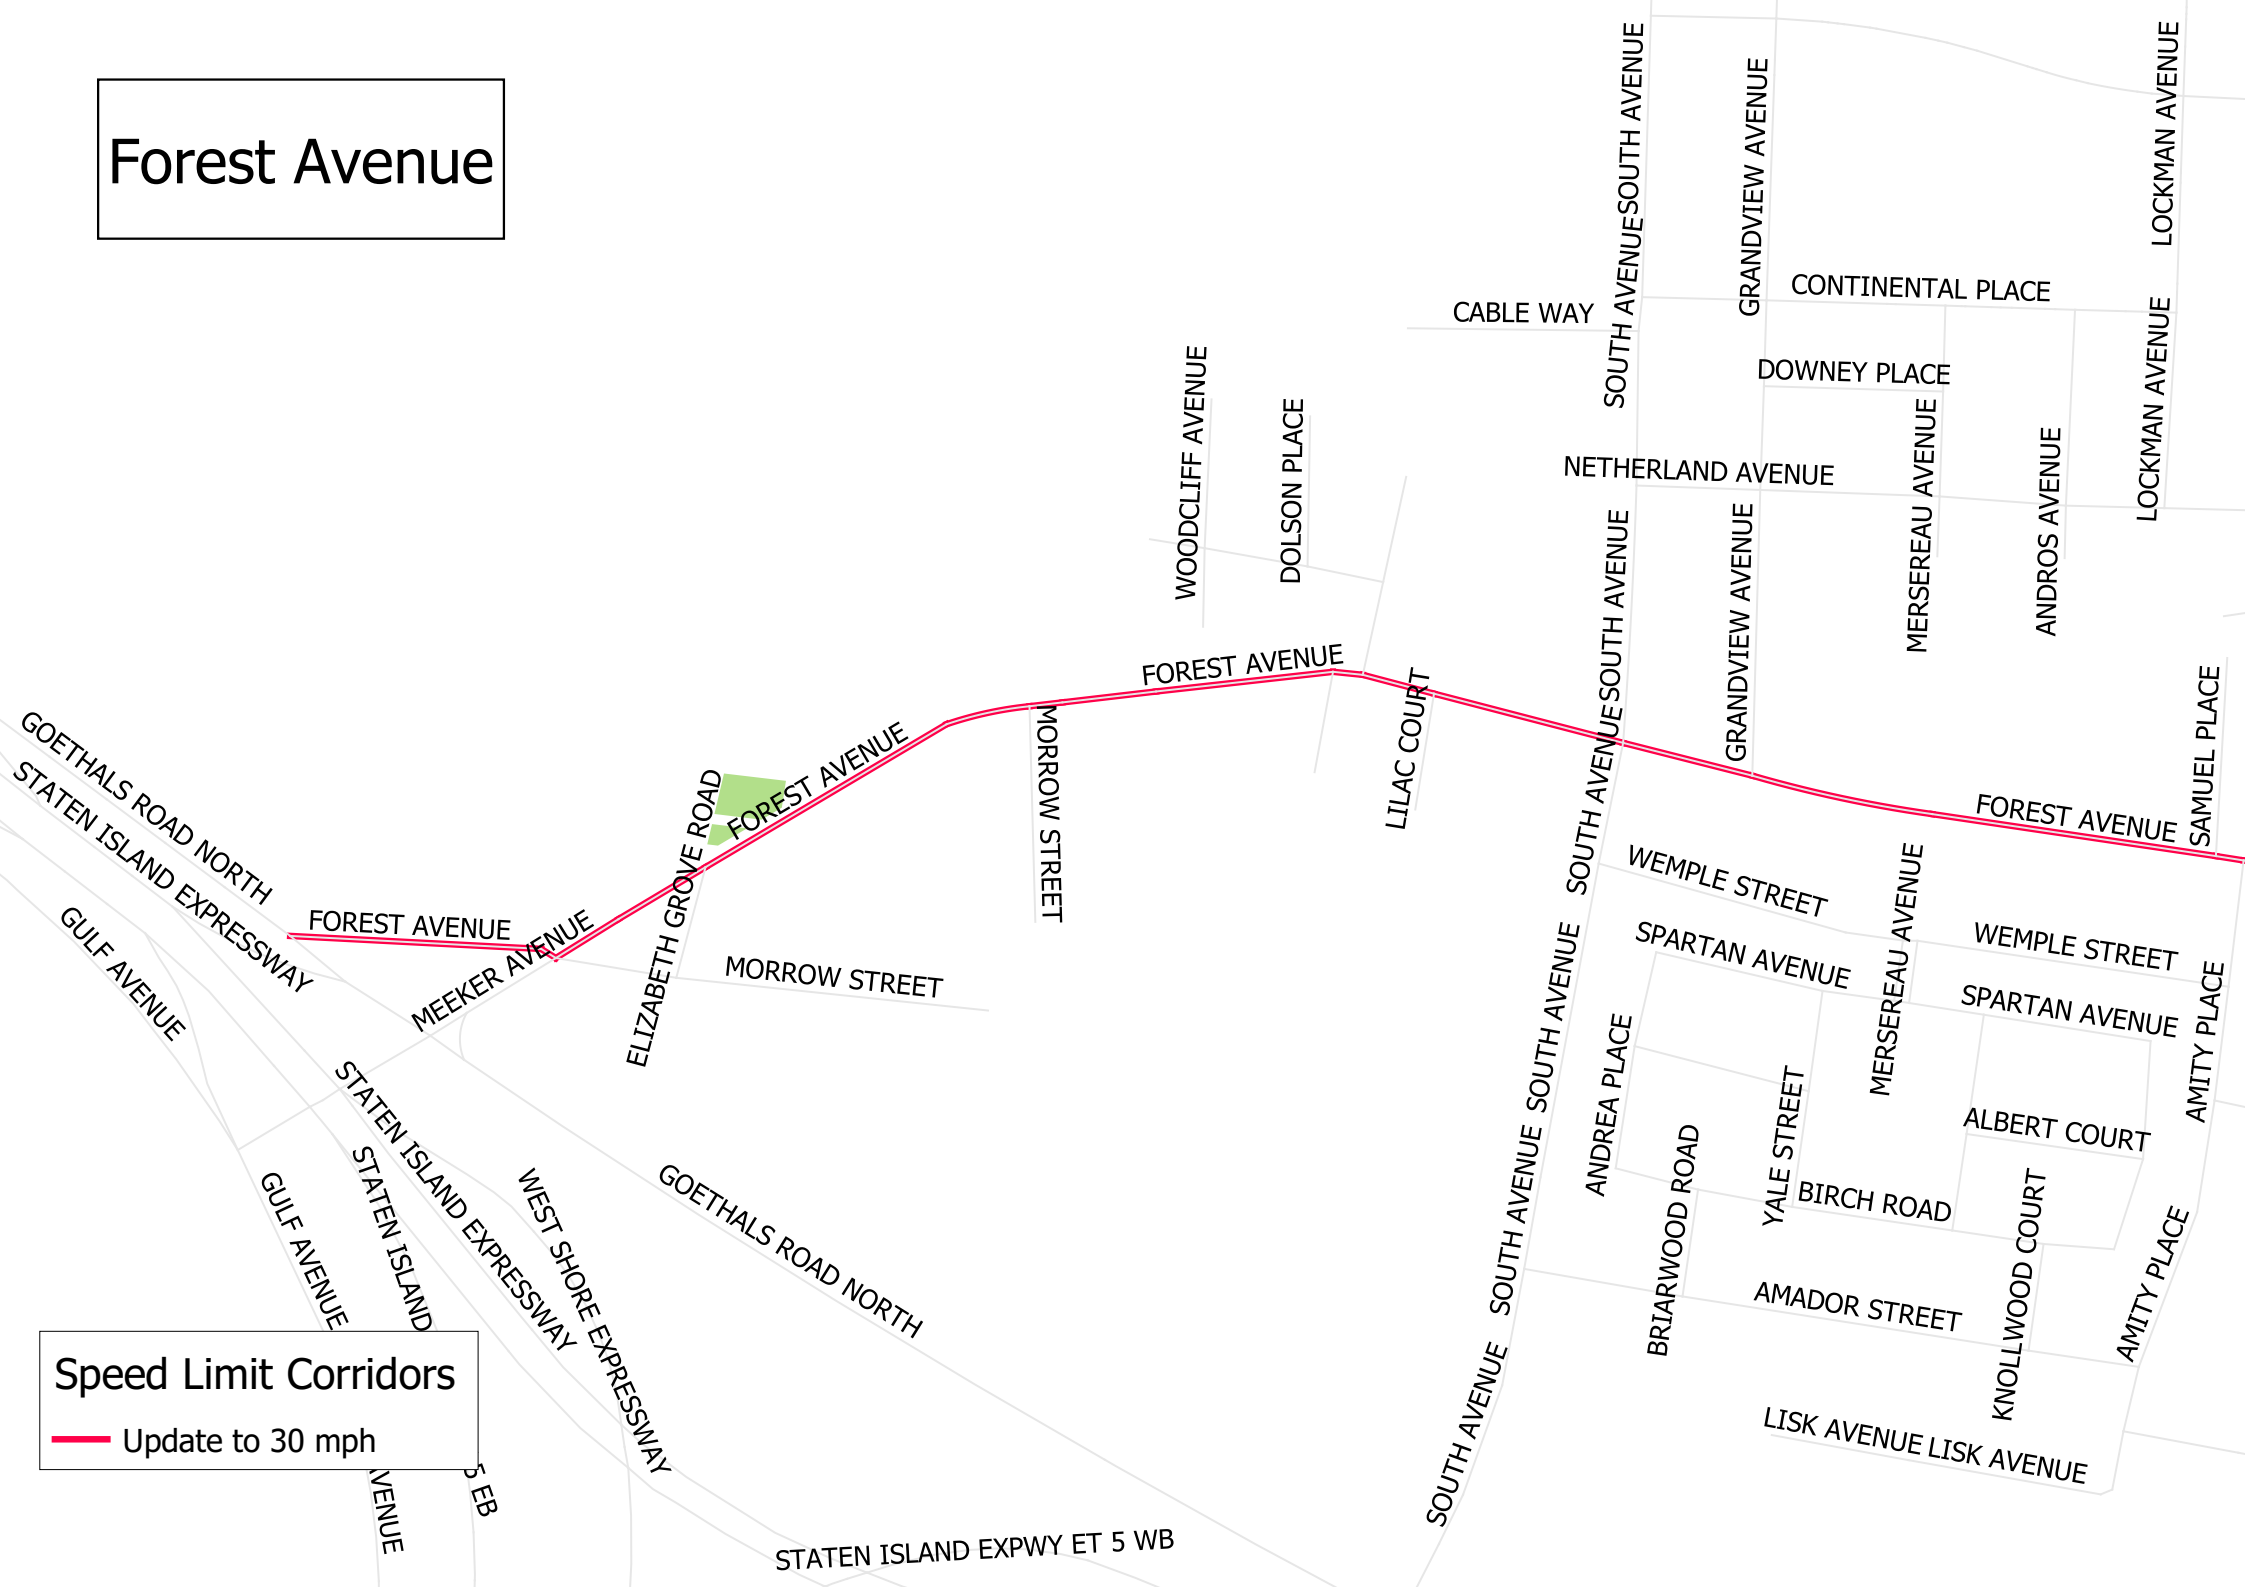 Forest Avenue
SOUTH AVENUE
GRANDVIEW AVENUE
LOCKMAN AVENUE
SOUTH AVENUE
CONTINENTAL PLACE
CABLE WAY
LOCKMAN AVENUE
DOWNEY PLACE
WOODCLIFF AVENUE
DOLSON PLACE
NETHERLAND AVENUE
MERSEREAU AVENUE
ANDROS AVENUE
SOUTH AVENUE
GRANDVIEW AVENUE
FOREST AVENUE
LILAC COURT
SAMUEL PLACE
GOETHALS ROAD NORTH
STATEN ISLAND EXPRESSWAY
FOREST AVENUE
MORROW STREET
SOUTH AVENUE
FOREST AVENUE
ELIZABETH GROVE ROAD
GULF AVENUE
FOREST AVENUE
MEEKER AVENUE
MORROW STREET
WEMPLE STREET
MERSEREAU AVENUE
WEMPLE STREET
SPARTAN AVENUE
SPARTAN AVENUE
SOUTH AVENUE
AMITY PLACE
ANDREA PLACE
YALE STREET
ALBERT COURT
STATEN ISLAND EXPRESSWAY
BRIARWOOD ROAD
BIRCH ROAD
SOUTH AVENUE
KNOLLWOOD COURT
AMITY PLACE
GULF AVENUE
STATEN ISLAND
WEST SHORE EXPRESSWAY
GOETHALS ROAD NORTH
AMADOR STREET
SOUTH AVENUE
LISK AVENUE
LISK AVENUE
Speed Limit Corridors
Update to 30 mph
AVENUE
5 EB
STATEN ISLAND EXPWY ET 5 WB